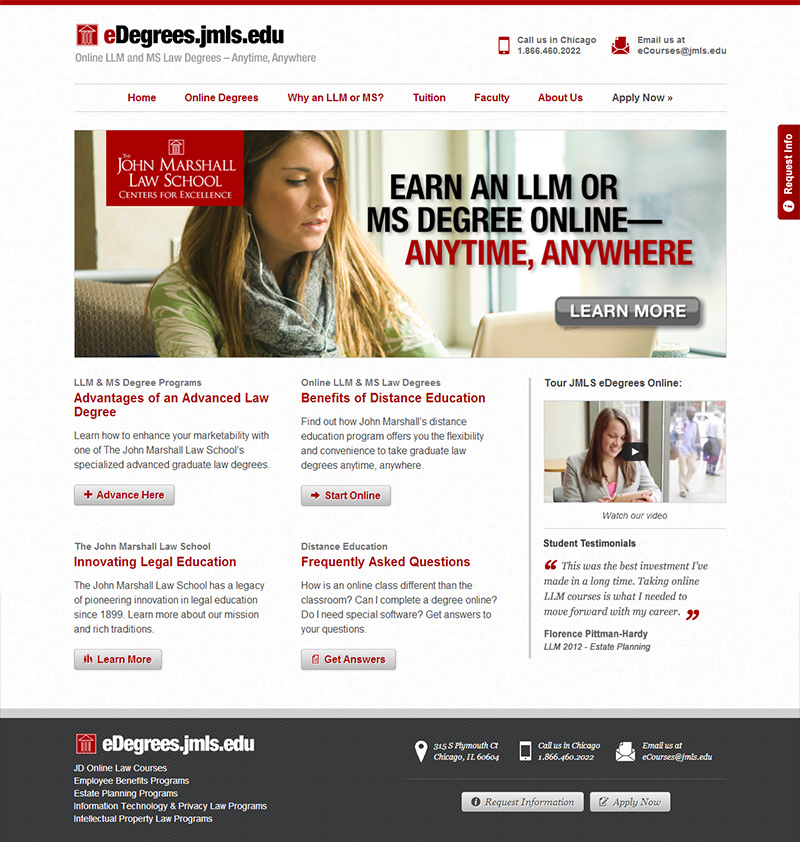 eDegrees.jmls.edu
Online LLM and MS Law Degrees – Anytime, Anywhere
Call us in Chicago
1.866.460.2022
Email us at
eCourses@jmls.edu
Home Online Degrees Why an LLM or MS? Tuition Faculty About Us Apply Now »
Request Info
THE
JOHN MARSHALL
LAW SCHOOL
CENTERS FOR EXCELLENCE
EARN AN LLM OR
MS DEGREE ONLINE—
ANYTIME, ANYWHERE
LEARN MORE
LLM & MS Degree Programs
Advantages of an Advanced Law
Degree
Learn how to enhance your marketability with
one of The John Marshall Law School's
specialized advanced graduate law degrees.
Advance Here
Online LLM & MS Law Degrees
Benefits of Distance Education
Find out how John Marshall's distance
education program offers you the flexibility
and convenience to take graduate law
degrees anytime, anywhere.
Start Online
Tour JMLS eDegrees Online:
Watch our video
The John Marshall Law School
Innovating Legal Education
The John Marshall Law School has a legacy
of pioneering innovation in legal education
since 1899. Learn more about our mission
and rich traditions.
Learn More
Distance Education
Frequently Asked Questions
How is an online class different than the
classroom? Can I complete a degree online?
Do I need special software? Get answers to
your questions.
Get Answers
Student Testimonials
“ This was the best investment I've
made in a long time. Taking online
LLM courses is what I needed to
move forward with my career. ”
Florence Pittman-Hardy
LLM 2012 - Estate Planning
eDegrees.jmls.edu
JD Online Law Courses
Employee Benefits Programs
Estate Planning Programs
Information Technology & Privacy Law Programs
Intellectual Property Law Programs
315 S Plymouth Ct
Chicago, IL 60604
Call us in Chicago
1.866.460.2022
Email us at
eCourses@jmls.edu
Request Information
Apply Now